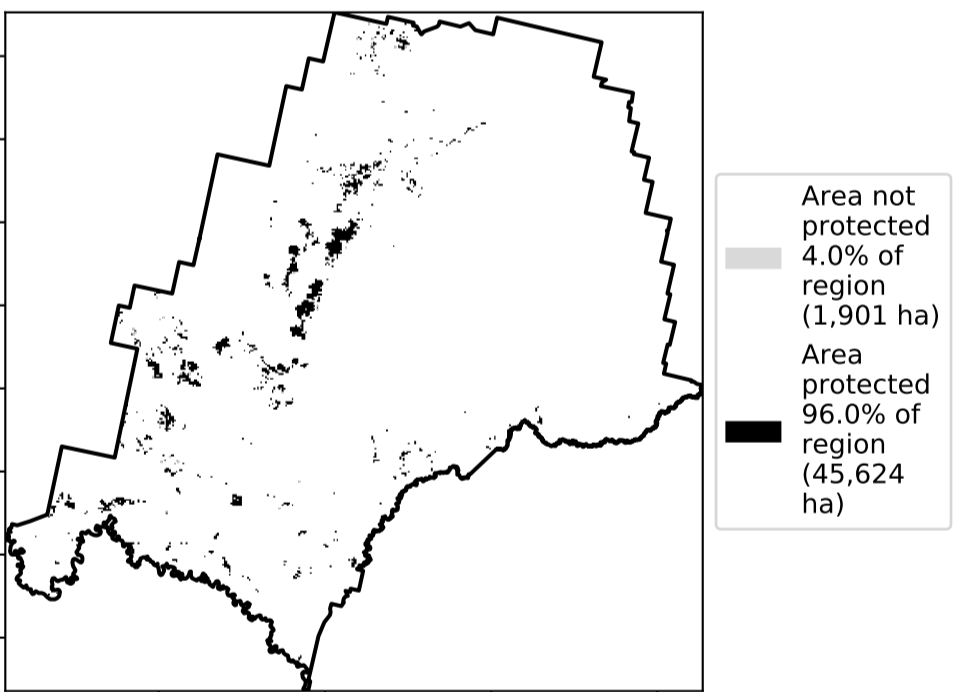 Area not
protected
4.0% of
region
(1,901 ha)
Area
protected
96.0% of
region
(45,624
ha)